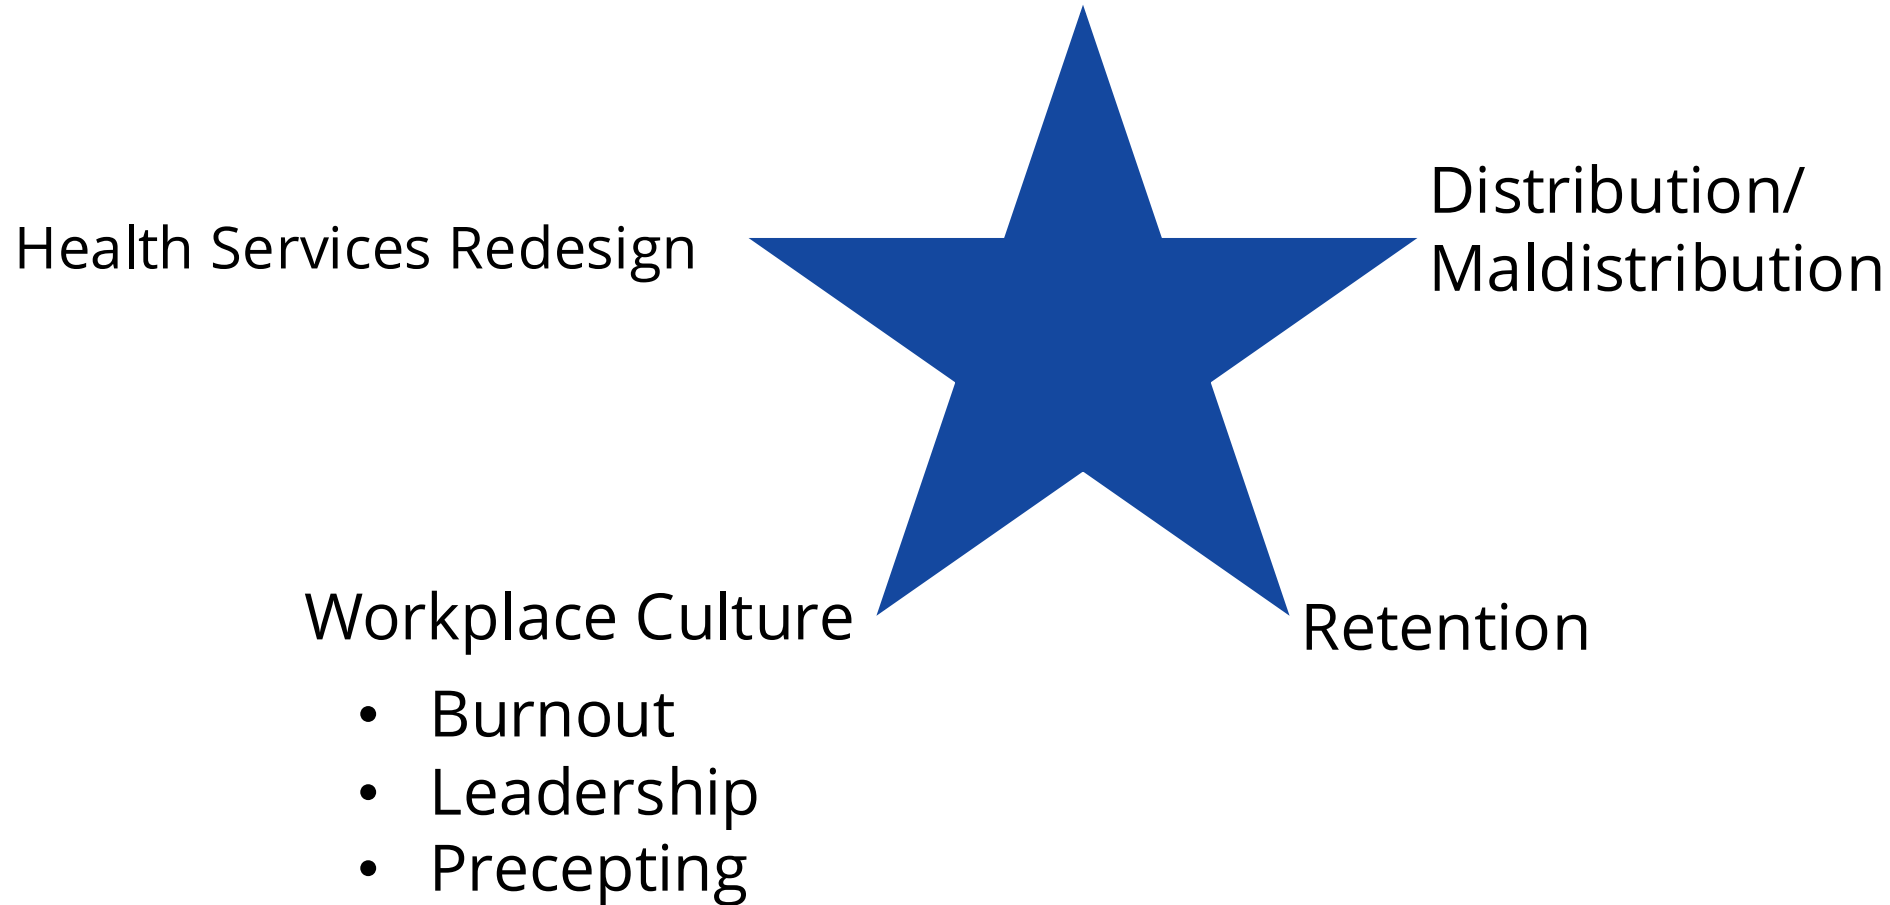 Health Services Redesign
Distribution/
Maldistribution
Workplace Culture
• Burnout
• Leadership
• Precepting
Retention